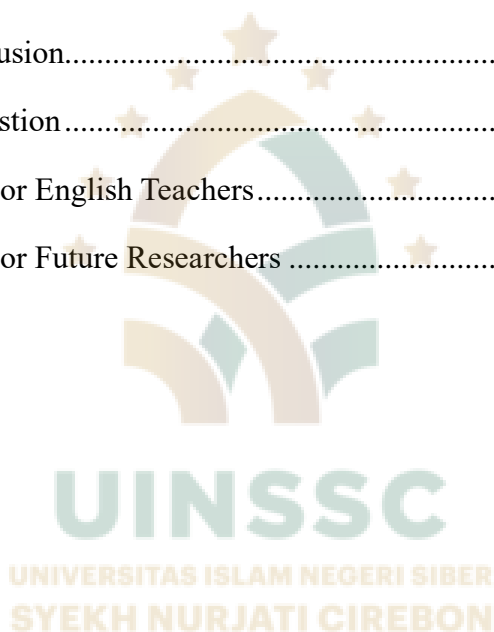 usion..............................................................
stion..............................................................
or English Teachers..............................
or Future Researchers ..........................
UINSSC
UNIVERSITAS ISLAM NEGERI SIBER
SYEKH NURJATI CIREBON